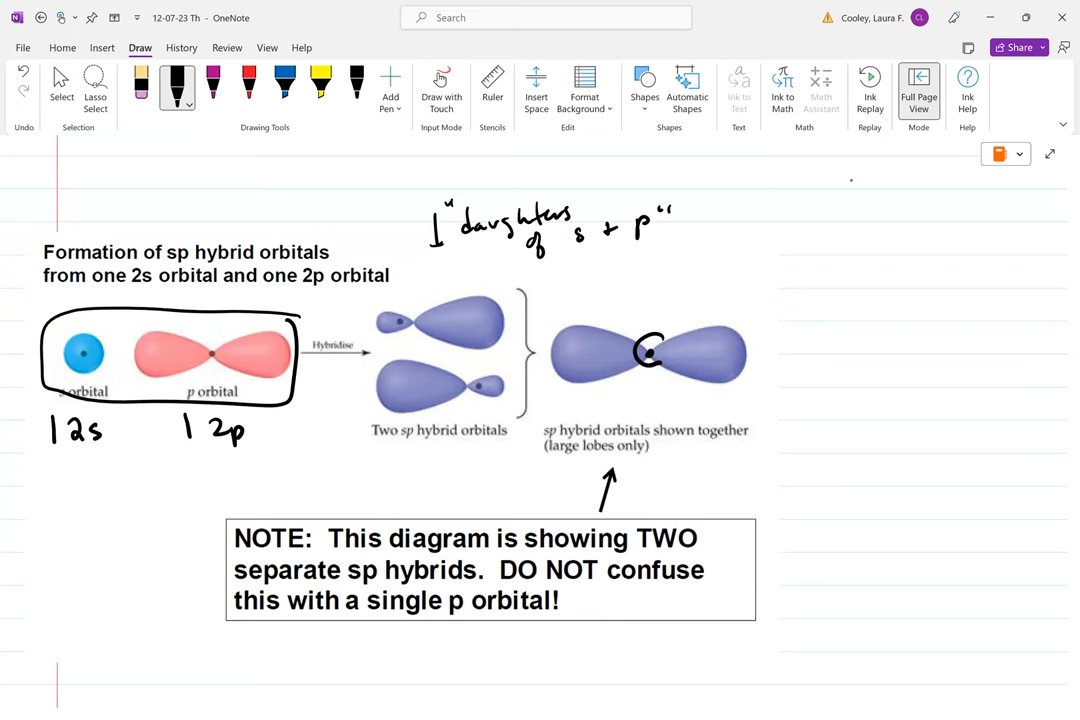 12-07-23 Th - OneNote
Search
Cooley, Laura F.
CL
File Home Insert Draw History Review View Help
Share
Undo
Select
Lasso Select
Selection
Drawing Tools
Add Pen
Draw with Touch
Input Mode
Ruler
Stencils
Insert Space
Format Background
Edit
Shapes
Automatic Shapes
Shapes
Ink to Text
Text
Ink to Math
Math Assistant
Math
Ink Replay
Replay
Full Page View
Mode
Ink Help
Help
"daughters
of s + p"
Formation of sp hybrid orbitals
from one 2s orbital and one 2p orbital
Hybridise
orbital
p orbital
1 2s
1 2p
Two sp hybrid orbitals
sp hybrid orbitals shown together
(large lobes only)
NOTE: This diagram is showing TWO
separate sp hybrids. DO NOT confuse
this with a single p orbital!